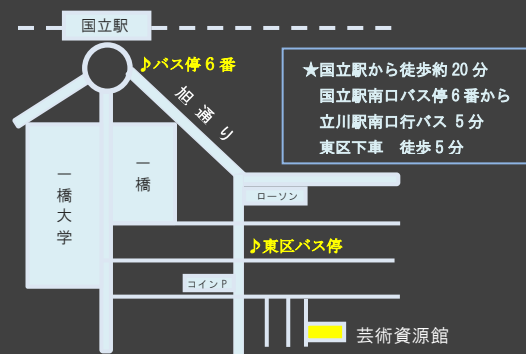 国立駅
♪バス停６番
旭通り
★国立駅から徒歩約20分
国立駅南口バス停６番から
立川駅南口行バス 5分
東区下車 徒歩５分
一橋
一橋大学
ローソン
♪東区バス停
コインＰ
芸術資源館